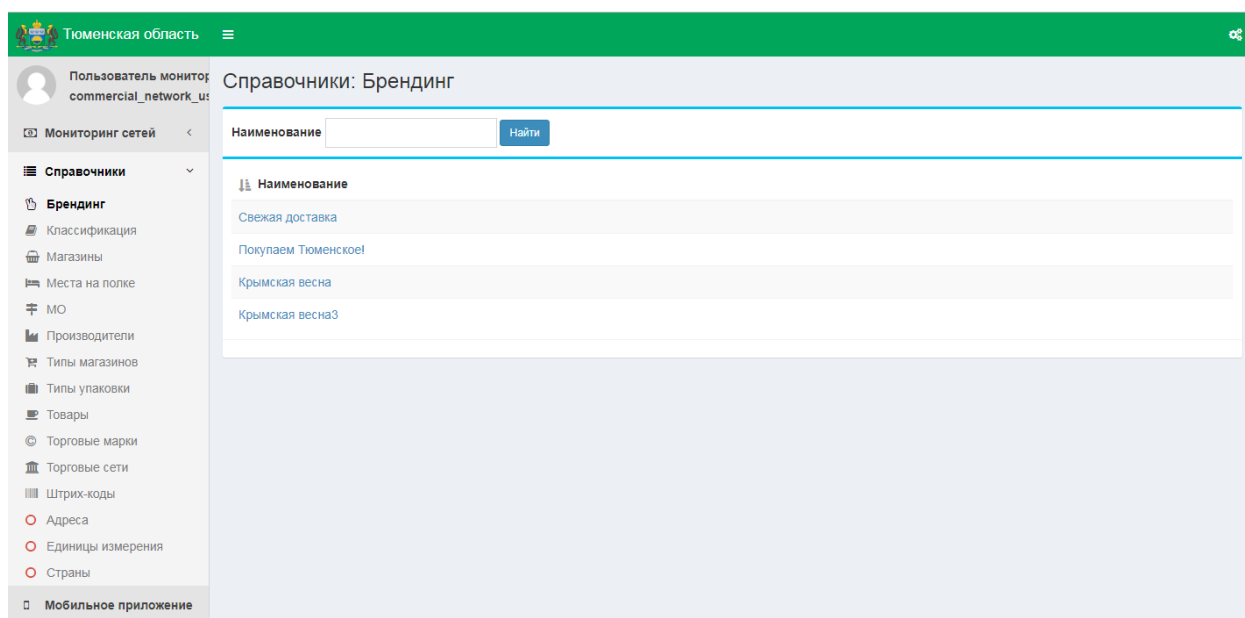 Тюменская область
Пользователь монитор
commercial_network_us
Мониторинг сетей
Справочники
Брендинг
Классификация
Магазины
Места на полке
МО
Производители
Типы магазинов
Типы упаковки
Товары
Торговые марки
Торговые сети
Штрих-коды
Адреса
Единицы измерения
Страны
Мобильное приложение
Справочники: Брендинг
Наименование Найти
Наименование
Свежая доставка
Покупаем Тюменское!
Крымская весна
Крымская весна3